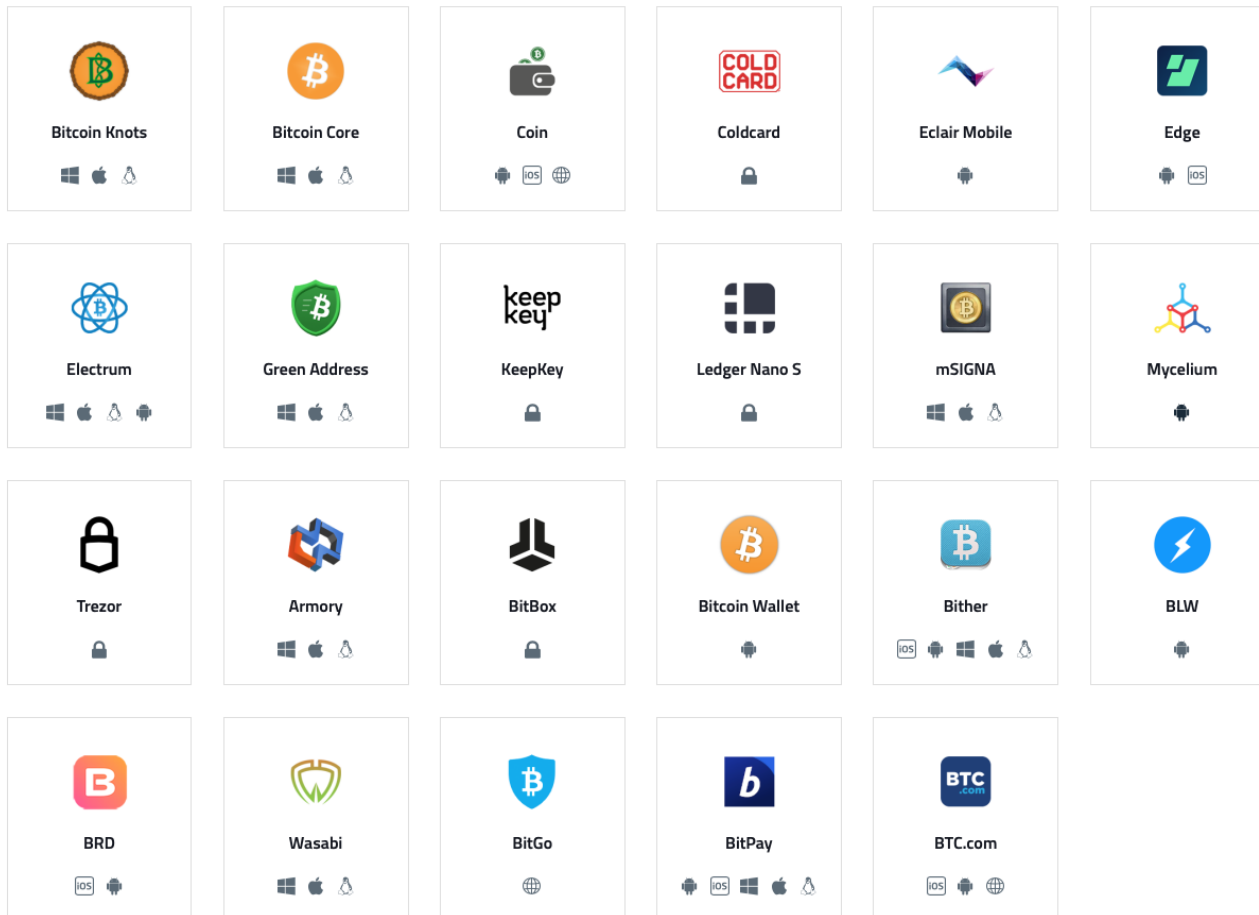 Bitcoin Knots
Bitcoin Core
Coin
COLD
CARD
Coldcard
Eclair Mobile
Edge
iOS
iOS
keep
key
Electrum
Green Address
KeepKey
Ledger Nano S
mSIGNA
Mycelium
Trezor
Armory
BitBox
Bitcoin Wallet
Bither
BLW
iOS
B
b
BTC
.com
BRD
Wasabi
BitGo
BitPay
BTC.com
iOS
iOS
iOS